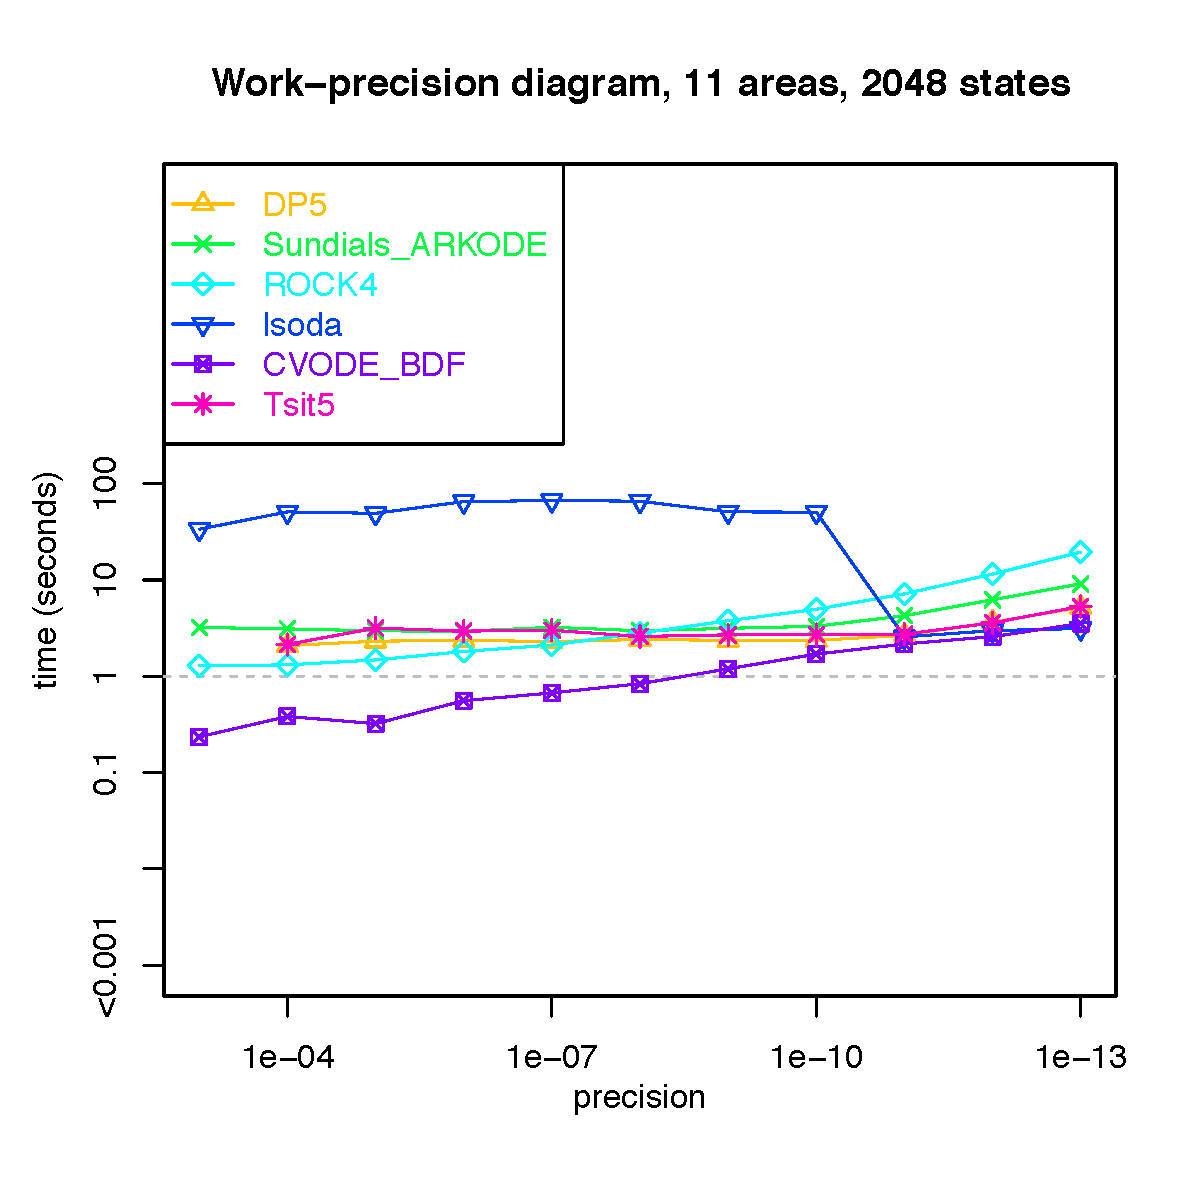 Work−precision diagram, 11 areas, 2048 states
DP5
Sundials_ARKODE
ROCK4
lsoda
CVODE_BDF
Tsit5
time (seconds)
100
10
1
0.1
<0.001
1e−04
1e−07
1e−10
1e−13
precision